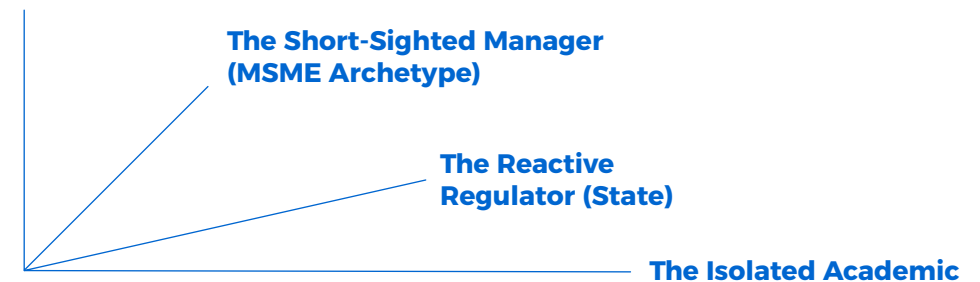 The Short-Sighted Manager
(MSME Archetype)
The Reactive
Regulator (State)
The Isolated Academic